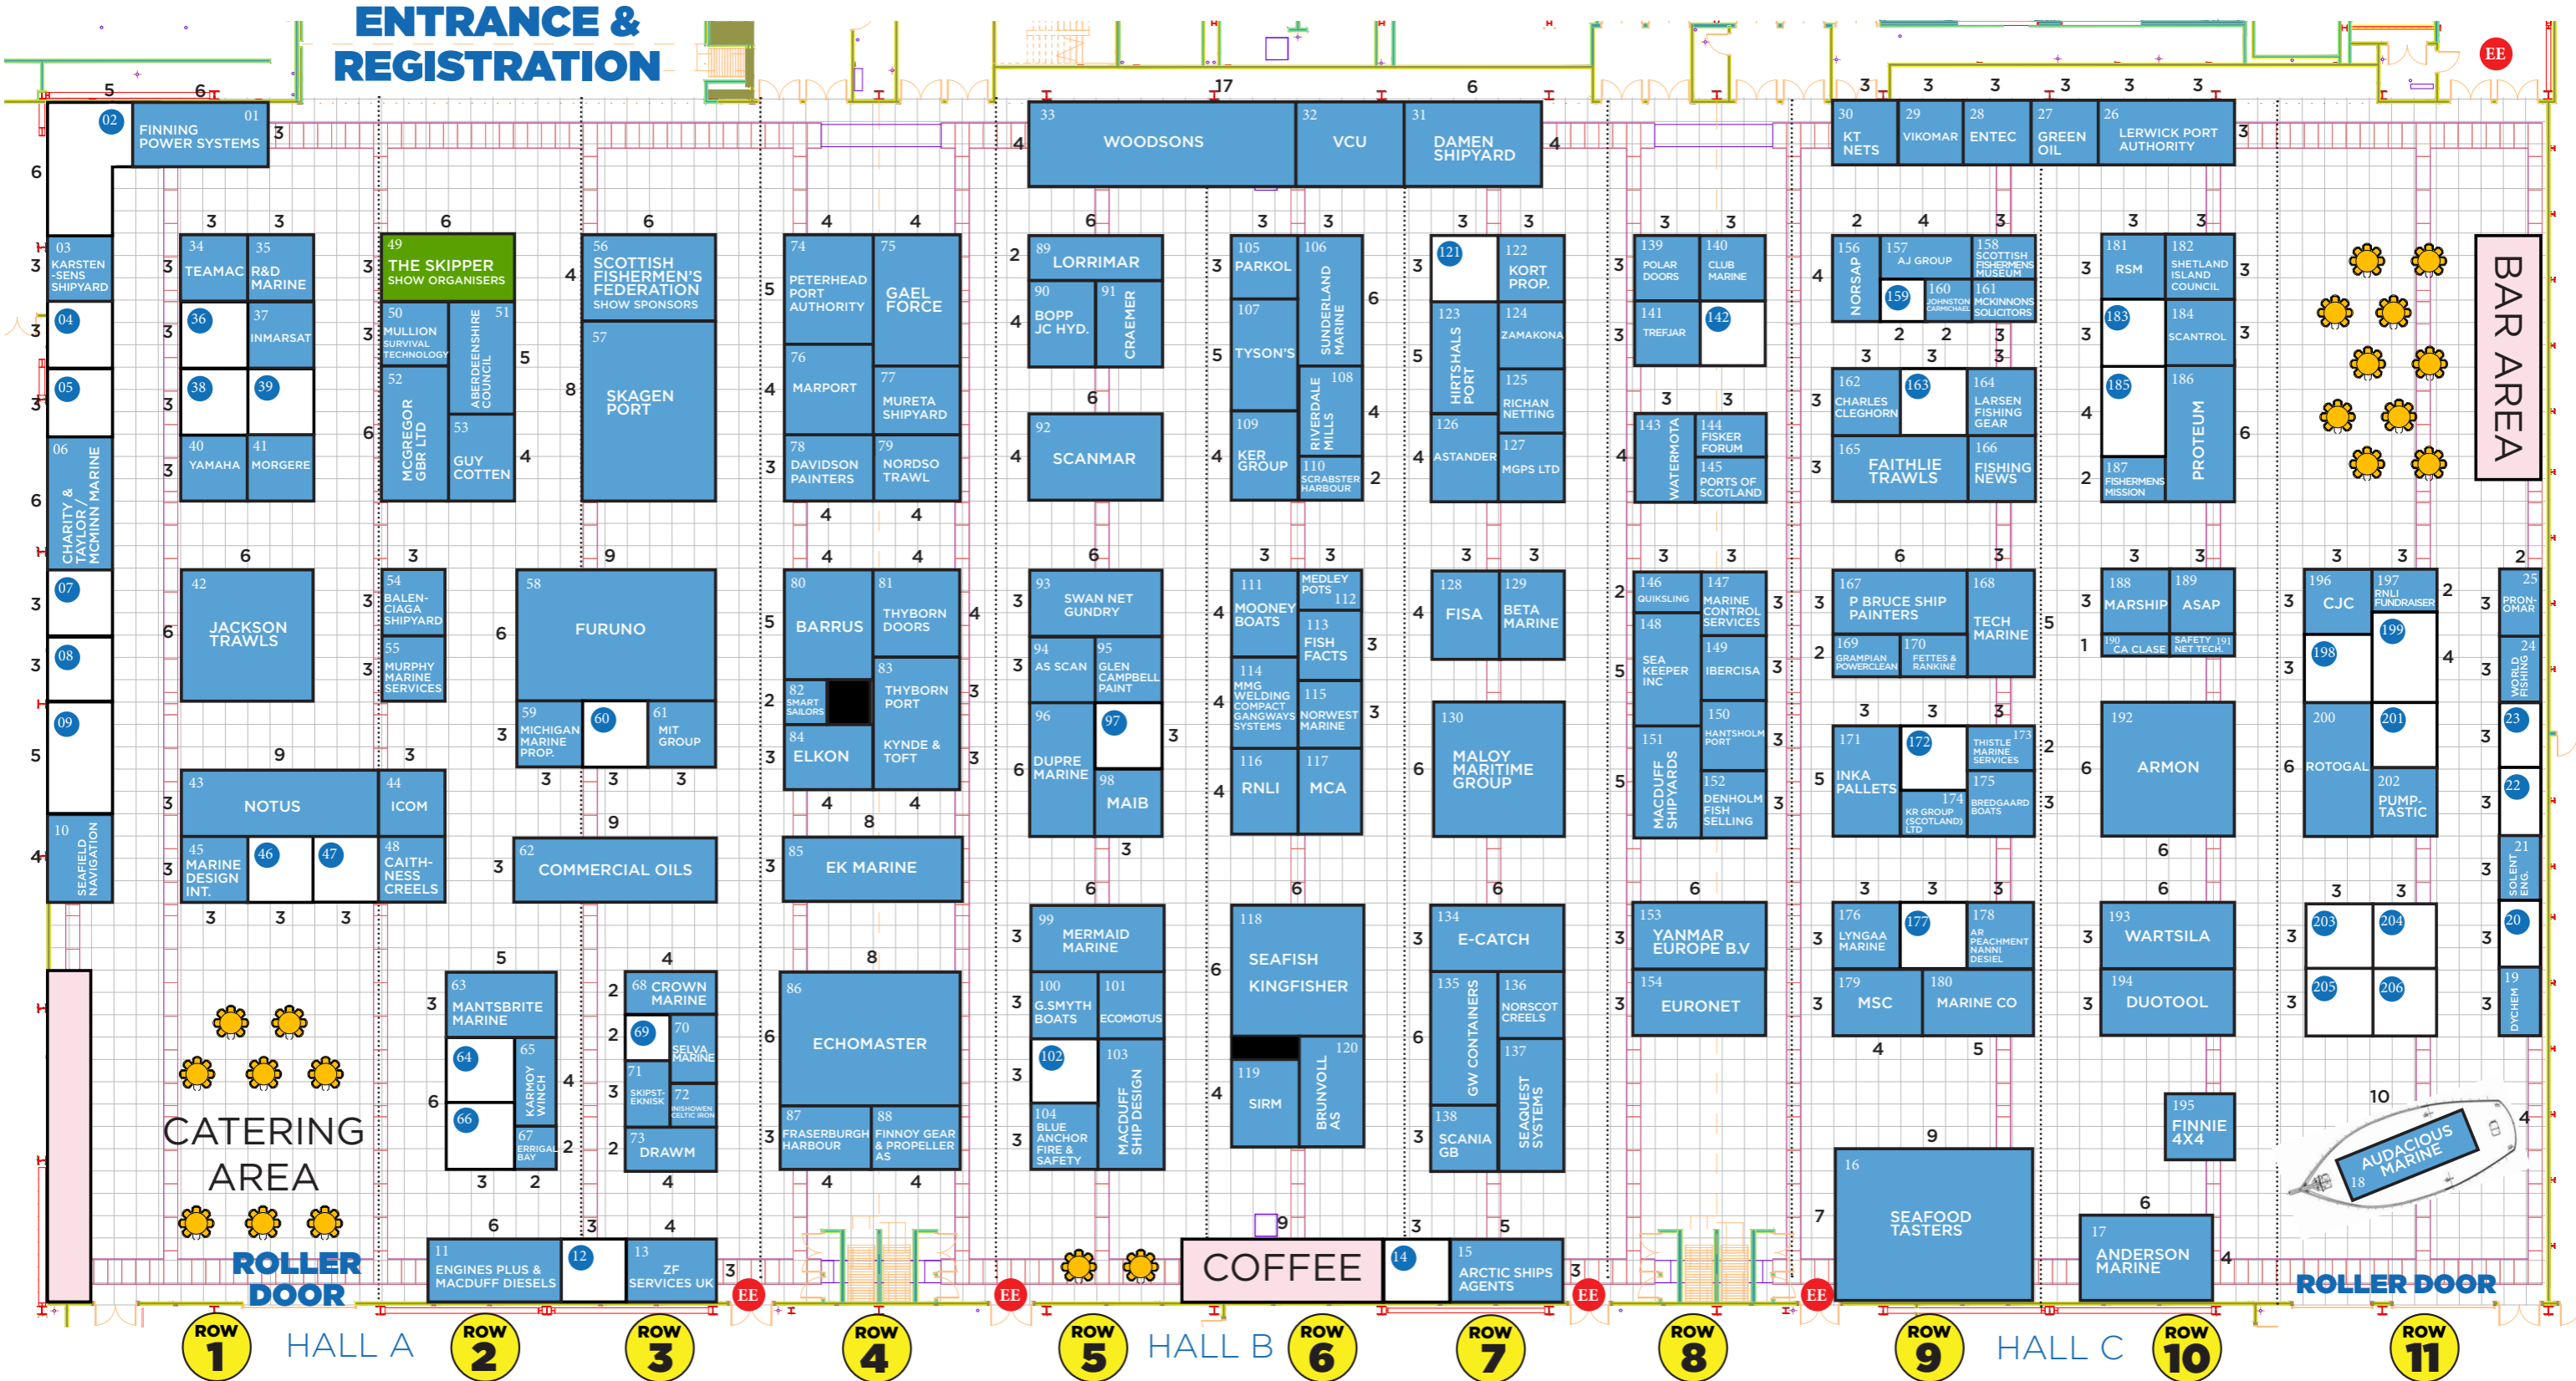 ENTRANCE &
REGISTRATION
EE
02
01
FINNING
POWER SYSTEMS
33
WOODSONS
32
VCU
31
DAMEN
SHIPYARD
30
KT
NETS
29
VIKOMAR
28
ENTEC
27
GREEN
OIL
26
LERWICK PORT
AUTHORITY
03
KARSTEN
-SENS
SHIPYARD
04
05
06
CHARITY &
TAYLOR /
MCMINN MARINE
07
08
09
10
SEAFIELD
NAVIGATION
34
TEAMAC
35
R&D
MARINE
36
37
INMARSAT
38
39
40
YAMAHA
41
MORGERE
42
JACKSON
TRAWLS
43
NOTUS
44
ICOM
45
MARINE
DESIGN
INT.
46
47
48
CAITH-
NESS
CREELS
CATERING
AREA
ROLLER
DOOR
49
THE SKIPPER
SHOW ORGANISERS
50
MULLION
SURVIVAL
TECHNOLOGY
51
ABERDEENSHIRE
COUNCIL
52
MCGREGOR
GBR LTD
53
GUY
COTTEN
54
BALEN-
CIAGA
SHIPYARD
55
MURPHY
MARINE
SERVICES
56
SCOTTISH
FISHERMEN'S
FEDERATION
SHOW SPONSORS
57
SKAGEN
PORT
58
FURUNO
59
MICHIGAN
MARINE
PROP.
60
61
MIT
GROUP
62
COMMERCIAL OILS
63
MANTSBRITE
MARINE
64
65
KARMOY
WINCH
66
67
ERRIGAL
BAY
68 CROWN
MARINE
69
70
SELVA
MARINE
71
SKIPST-
EKNISK
72
INISHOWEN
CELTIC IRON
73
DRAWM
11
ENGINES PLUS &
MACDUFF DIESELS
12
13
ZF
SERVICES UK
EE
74
PETERHEAD
PORT
AUTHORITY
75
GAEL
FORCE
76
MARPORT
77
MURETA
SHIPYARD
78
DAVIDSON
PAINTERS
79
NORDSO
TRAWL
80
BARRUS
81
THYBORN
DOORS
82
SMART
SAILORS
83
THYBORN
PORT
KYNDE &
TOFT
84
ELKON
85
EK MARINE
86
ECHOMASTER
87
FRASERBURGH
HARBOUR
88
FINNOY GEAR
& PROPELLER
AS
EE
89
LORRIMAR
90
BOPP
JC HYD.
91
CRAEMER
92
SCANMAR
93
SWAN NET
GUNDRY
94
AS SCAN
95
GLEN
CAMPBELL
PAINT
96
DUPRE
MARINE
97
98
MAIB
99
MERMAID
MARINE
100
G.SMYTH
BOATS
101
ECOMOTUS
102
103
MACDUFF
SHIP DESIGN
104
BLUE
ANCHOR
FIRE &
SAFETY
105
PARKOL
106
SUNDERLAND
MARINE
107
TYSON'S
108
RIVERDALE
MILLS
109
KER
GROUP
110
SCRABSTER
HARBOUR
111
MOONEY
BOATS
MEDLEY
POTS
112
113
FISH
FACTS
114
MMG
WELDING
COMPACT
GANGWAYS
SYSTEMS
115
NORWEST
MARINE
116
RNLI
117
MCA
118
SEAFISH
KINGFISHER
119
SIRM
120
BRUNVOLL
AS
COFFEE
14
15
ARCTIC SHIPS
AGENTS
EE
121
122
KORT
PROP.
123
HIRTSHALS
PORT
124
ZAMAKONA
125
RICHAN
NETTING
126
ASTANDER
127
MGPS LTD
128
FISA
129
BETA
MARINE
130
MALOY
MARITIME
GROUP
134
E-CATCH
135
GW CONTAINERS
136
NORSCOT
CREELS
137
SEAQUEST
SYSTEMS
138
SCANIA
GB
139
POLAR
DOORS
140
CLUB
MARINE
141
TREFJAR
142
143
WATERMOTA
144
FISKER
FORUM
145
PORTS OF
SCOTLAND
146
QUIKSLING
147
MARINE
CONTROL
SERVICES
148
SEA
KEEPER
INC
149
IBERCISA
150
HANTSHOLM
PORT
151
MACDUFF
SHIPYARDS
152
DENHOLM
FISH
SELLING
153
YANMAR
EUROPE B.V
154
EURONET
EE
156
NORSAP
157
AJ GROUP
158
SCOTTISH
FISHERMENS
MUSEUM
159
160
JOHNSTON
CARMICHAEL
161
MCKINNONS
SOLICITORS
162
CHARLES
CLEGHORN
163
164
LARSEN
FISHING
GEAR
165
FAITHLIE
TRAWLS
166
FISHING
NEWS
167
P BRUCE SHIP
PAINTERS
168
TECH
MARINE
169
GRAMPIAN
POWERCLEAN
170
FETTES &
RANKINE
171
INKA
PALLETS
172
173
THISTLE
MARINE
SERVICES
174
KR GROUP
(SCOTLAND)
LTD
175
BREDGAARD
BOATS
176
LYNGAA
MARINE
177
178
AR
PEACHMENT
NANNI
DESIEL
179
MSC
180
MARINE CO
16
SEAFOOD
TASTERS
181
RSM
182
SHETLAND
ISLAND
COUNCIL
183
184
SCANTROL
185
186
PROTEUM
187
FISHERMENS
MISSION
188
MARSHIP
189
ASAP
190
CA CLASE
SAFETY 191
NET TECH.
192
ARMON
193
WARTSILA
194
DUOTOOL
195
FINNIE
4X4
17
ANDERSON
MARINE
BAR AREA
196
CJC
197
RNLI
FUNDRAISER
198
199
200
ROTOGAL
201
202
PUMP-
TASTIC
203
204
205
206
25
PRON-
OMAR
24
WORLD
FISHING
23
22
21
SOLENT
ENG.
20
19
DYCHEM
AUDACIOUS
MARINE
18
ROLLER DOOR
ROW
1
HALL A
ROW
2
ROW
3
ROW
4
ROW
5
HALL B
ROW
6
ROW
7
ROW
8
ROW
9
HALL C
ROW
10
ROW
11